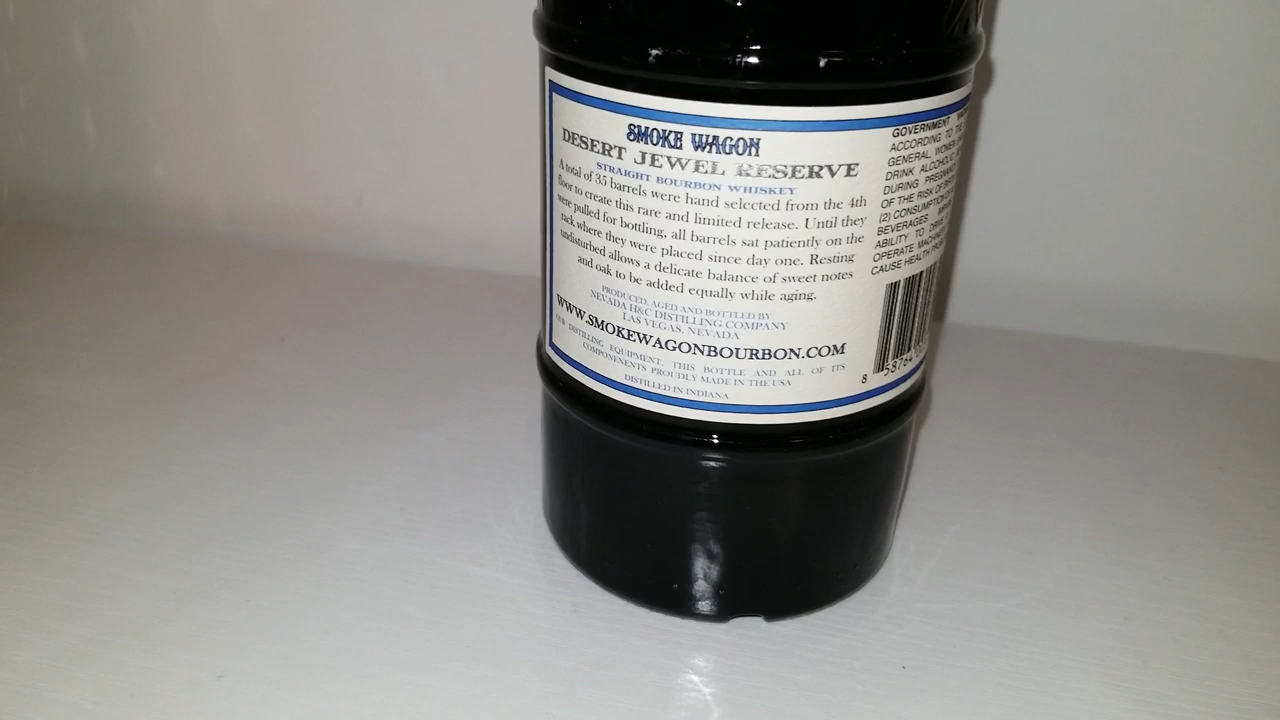 SMOKE WAGON
DESERT JEWEL RESERVE
STRAIGHT BOURBON WHISKEY
A total of 35 barrels were hand selected from the 4th
floor to create this rare and limited release. Until they
were pulled for bottling, all barrels sat patiently on the
rack where they were placed since day one. Resting
undisturbed allows a delicate balance of sweet notes
and oak to be added equally while aging.
PRODUCED, AGED AND BOTTLED BY
NEVADA H&C DISTILLING COMPANY
LAS VEGAS, NEVADA
WWW.SMOKEWAGONBOURBON.COM
OUR DISTILLING EQUIPMENT, THIS BOTTLE AND ALL OF ITS
COMPONENENTS PROUDLY MADE IN THE USA
DISTILLED IN INDIANA
GOVERNMENT
ACCORDING TO
GENERAL, WOMEN
DRINK ALCOHOLIC
DURING
OF THE RISK OF
(2) CONSUMPTION
BEVERAGES
ABILITY TO
OPERATE
CAUSE HEALTH
8 58764